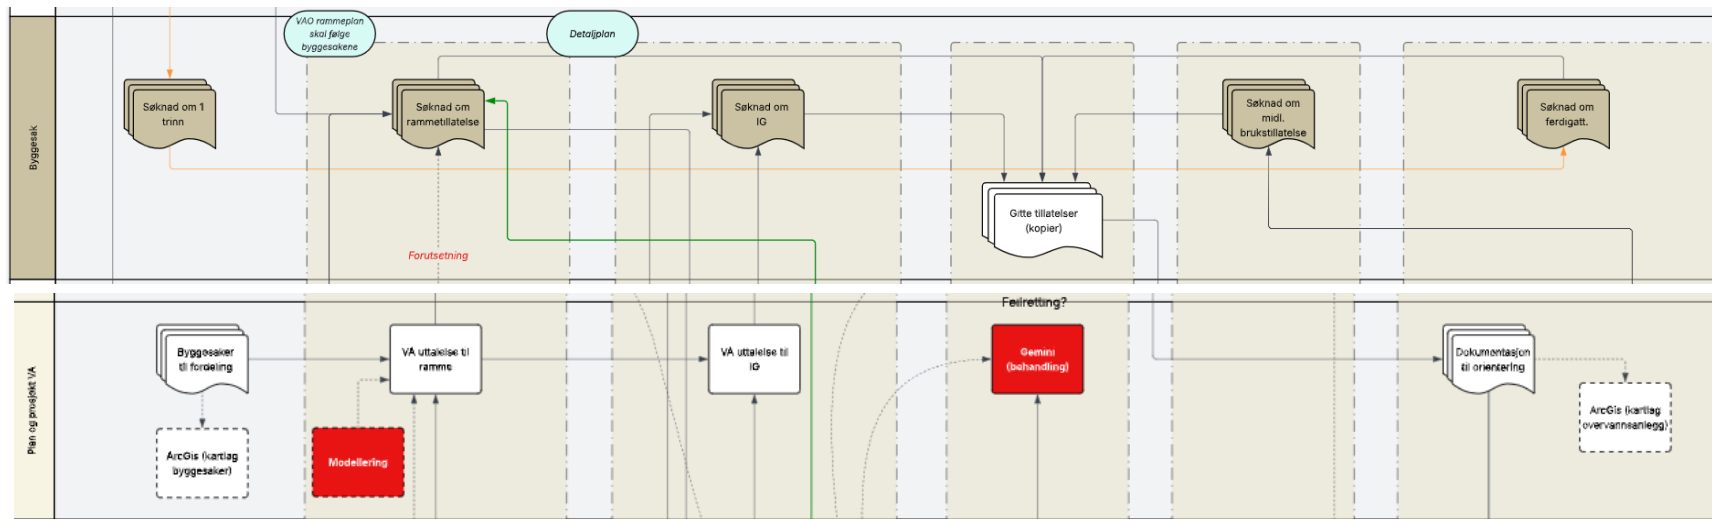 VAO rammeplan
skal følge
byggesakene
Detaljplan
Byggesak
Søknad om 1
trinn
Søknad om
rammetillatelse
Søknad om
IG
Søknad om
midl.
brukstillatelse
Søknad om
ferdigatt.
Gitte tillatelser
(kopier)
Forutsetning
Feilretting?
Plan og prosjekt VA
Byggesaker
til fordeling
VA uttalelse til
ramme
VA uttalelse til
IG
Gemini
(behandling)
Dokumentasjon
til orientering
ArcGis (kartlag
overvannsanlegg)
ArcGis (kartlag
byggesaker)
Modellering